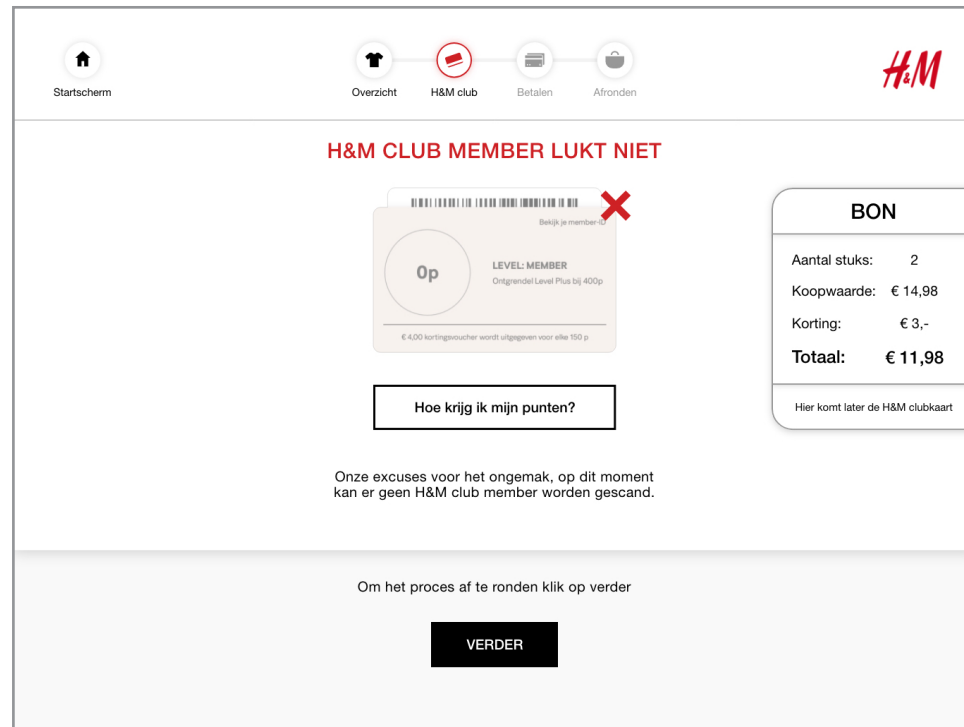 Startscherm
Overzicht
H&M club
Betalen
Afronden
H&M
H&M CLUB MEMBER LUKT NIET
Bekijk je member-ID
0p
LEVEL: MEMBER
Ontgrendel Level Plus bij 400p
€ 4,00 kortingsvoucher wordt uitgegeven voor elke 150 p
Hoe krijg ik mijn punten?
Onze excuses voor het ongemak, op dit moment
kan er geen H&M club member worden gescand.
BON
Aantal stuks: 2
Koopwaarde: € 14,98
Korting: € 3,-
Totaal: € 11,98
Hier komt later de H&M clubkaart
Om het proces af te ronden klik op verder
VERDER